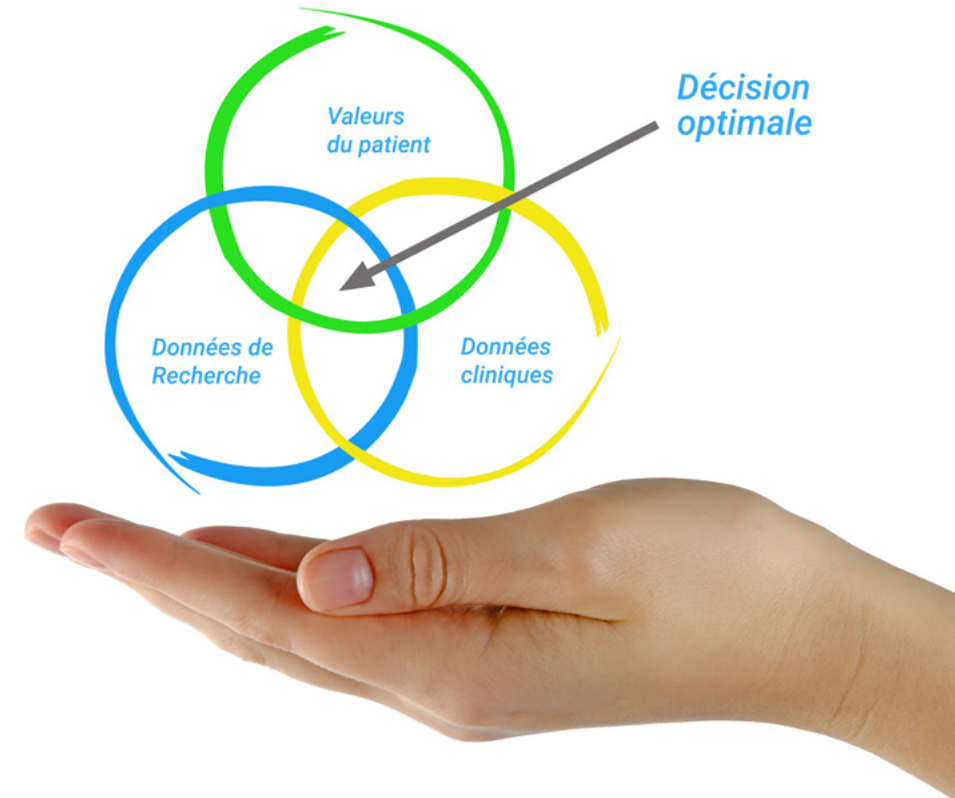 Valeurs
du patient
Décision
optimale
Données de
Recherche
Données
cliniques